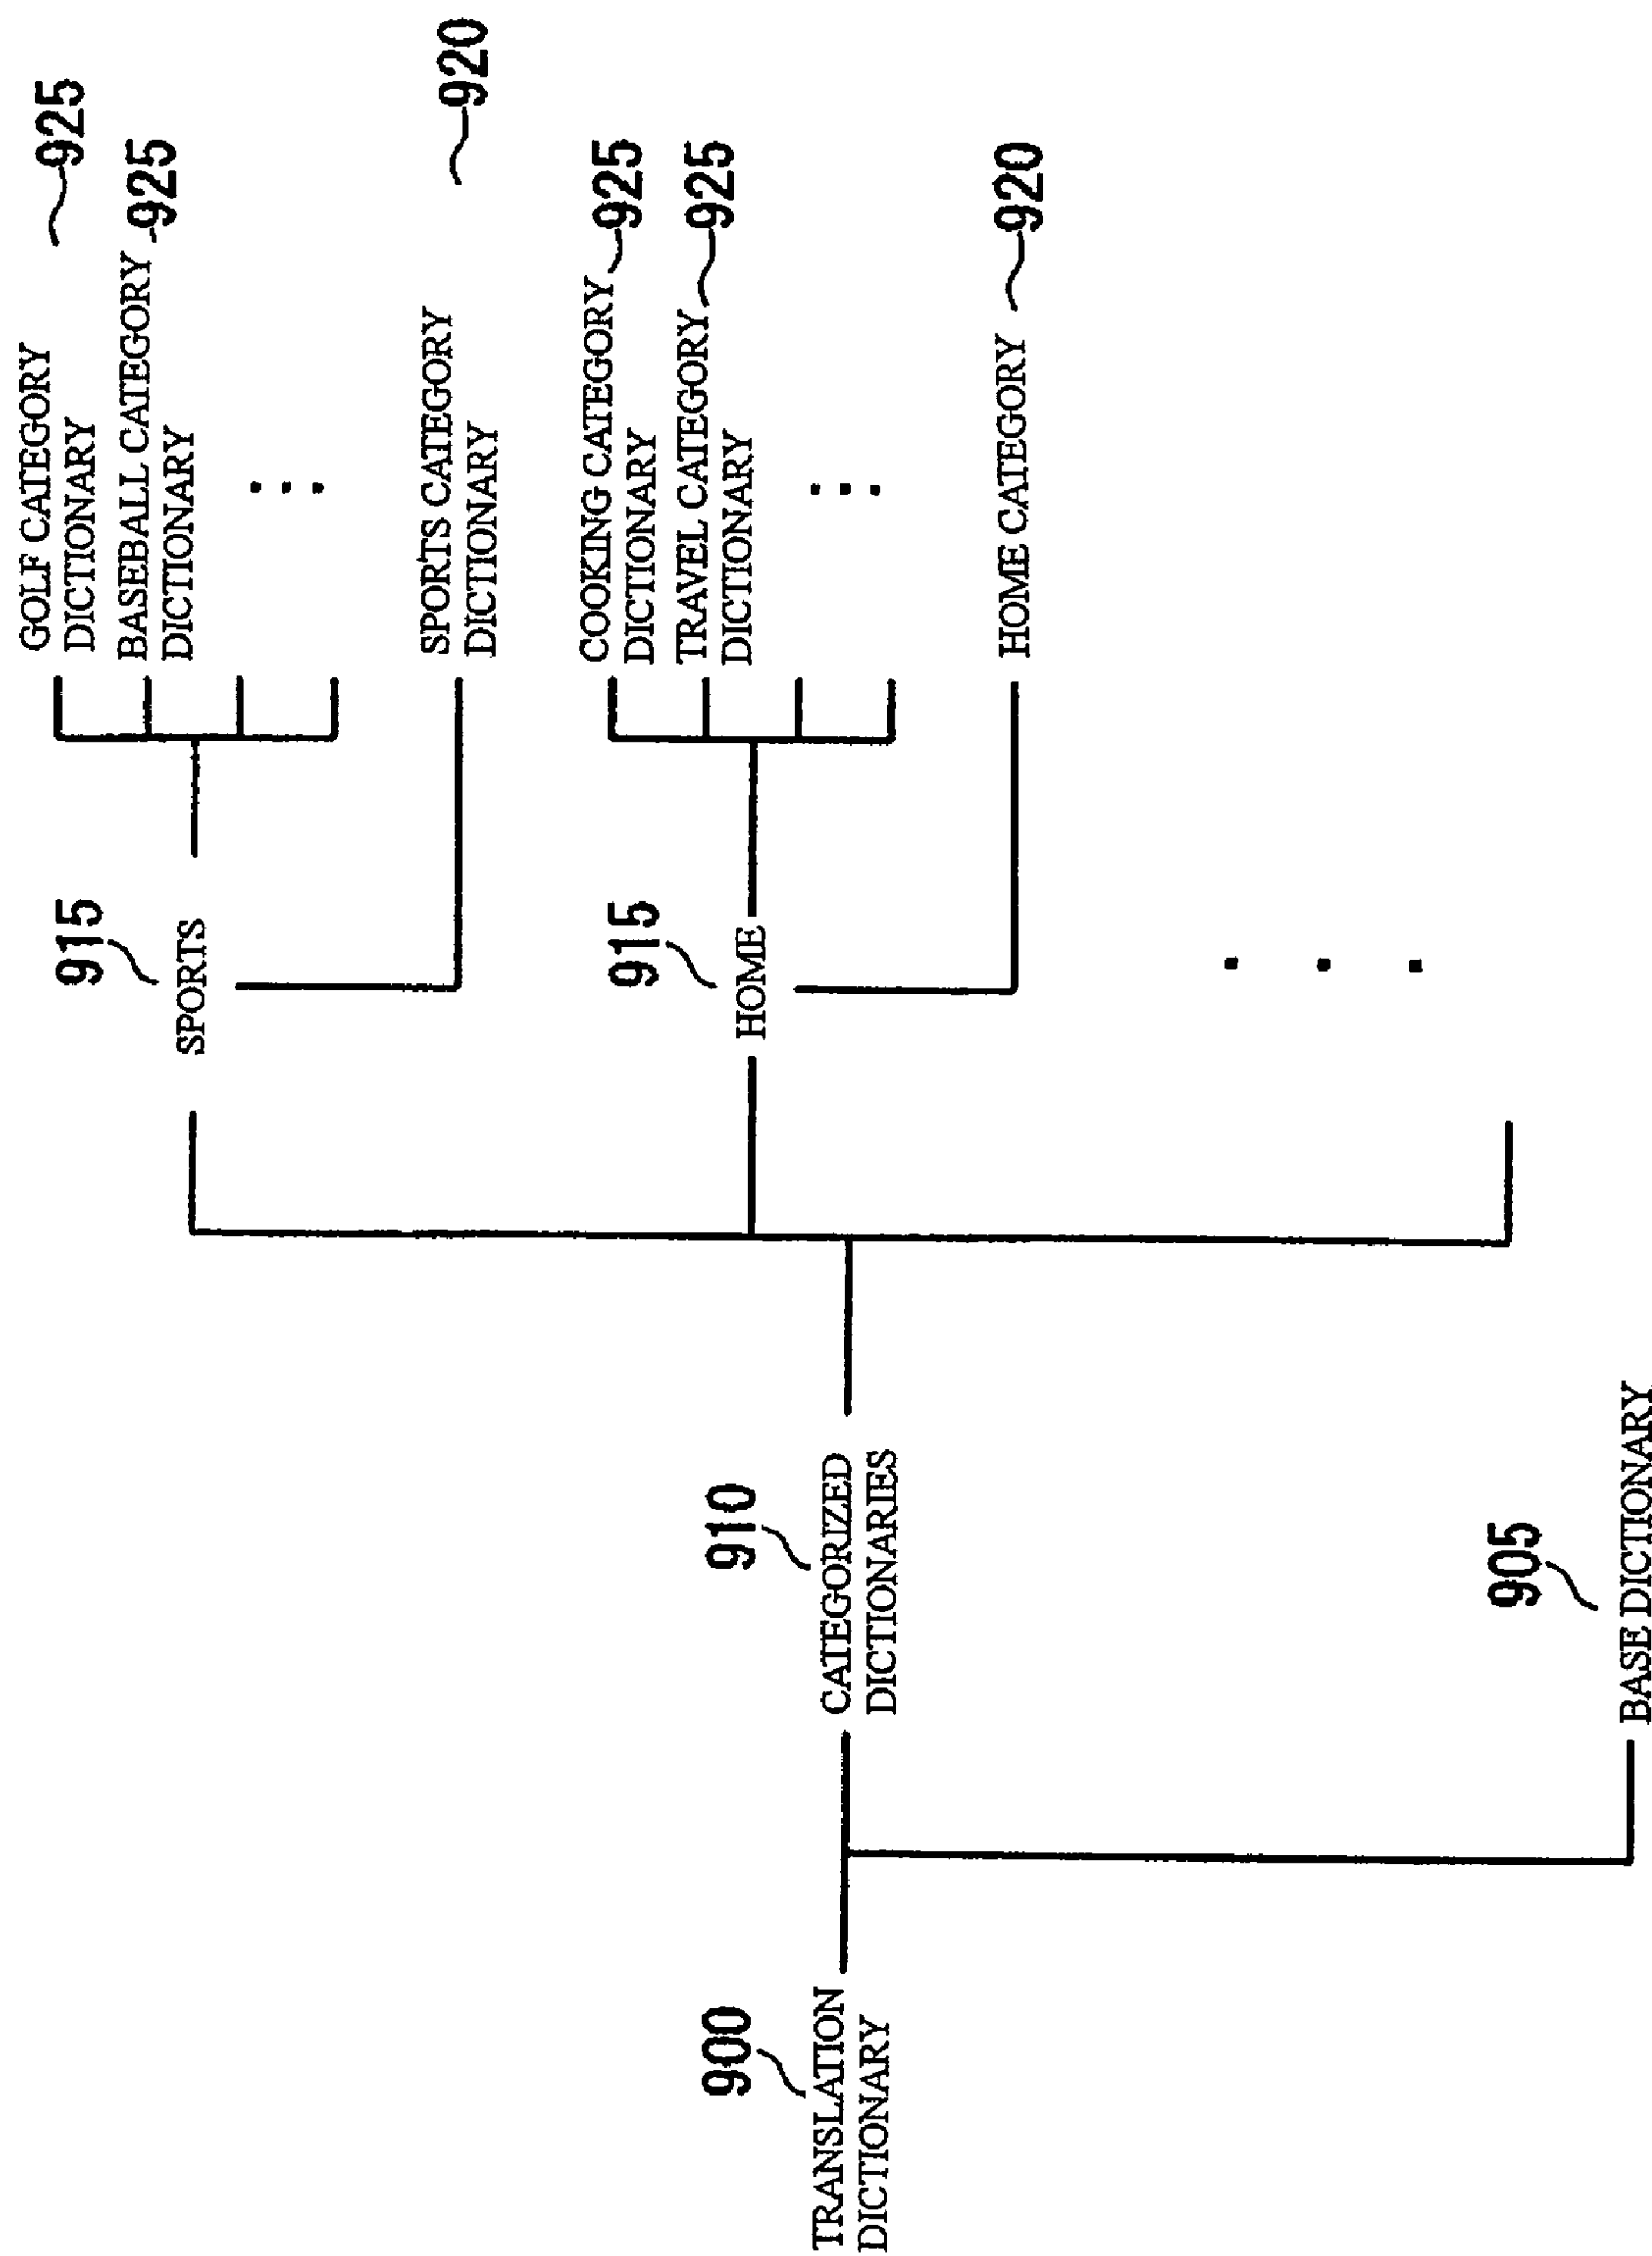 900
TRANSLATION
DICTIONARY
910
CATEGORIZED
DICTIONARIES
905
BASE DICTIONARY
915
SPORTS
GOLF CATEGORY
DICTIONARY
925
BASEBALL CATEGORY
DICTIONARY
925
SPORTS CATEGORY
DICTIONARY
920
915
HOME
COOKING CATEGORY
DICTIONARY
925
TRAVEL CATEGORY
DICTIONARY
925
HOME CATEGORY
920